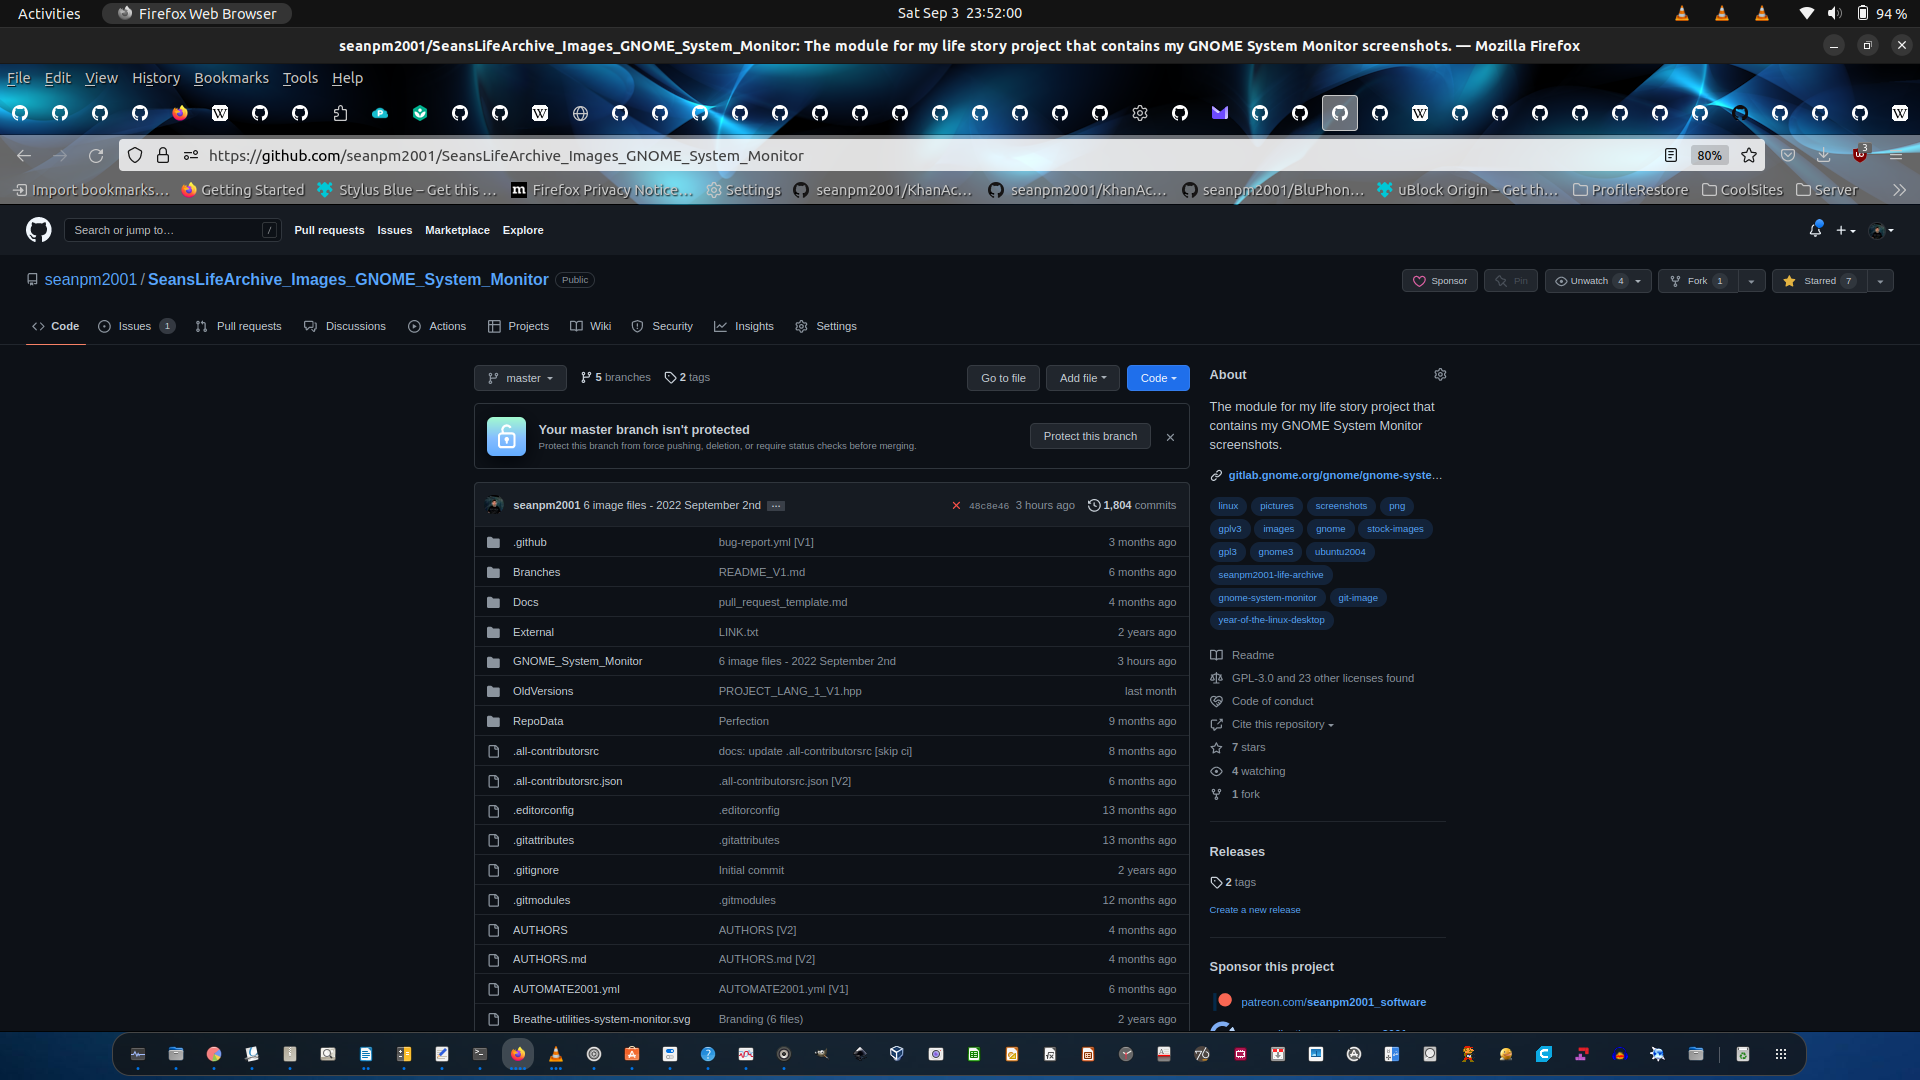 Activities
Firefox Web Browser
Sat Sep 3  23:52:00
94 %
seanpm2001/SeansLifeArchive_Images_GNOME_System_Monitor: The module for my life story project that contains my GNOME System Monitor screenshots. — Mozilla Firefox
File Edit View History Bookmarks Tools Help
https://github.com/seanpm2001/SeansLifeArchive_Images_GNOME_System_Monitor
80%
3
Import bookmarks… Getting Started Stylus Blue – Get this … Firefox Privacy Notice… Settings seanpm2001/KhanAc… seanpm2001/KhanAc… seanpm2001/BluPhon… uBlock Origin – Get th… ProfileRestore CoolSites Server
Search or jump to… /
Pull requests Issues Marketplace Explore
seanpm2001 / SeansLifeArchive_Images_GNOME_System_Monitor Public
Sponsor Pin Unwatch 4 Fork 1 Starred 7
Code Issues 1 Pull requests Discussions Actions Projects Wiki Security Insights Settings
master 5 branches 2 tags
Go to file Add file Code
Your master branch isn't protected
Protect this branch from force pushing, deletion, or require status checks before merging.
Protect this branch
seanpm2001 6 image files - 2022 September 2nd … 48c8e46 3 hours ago 1,804 commits
.github bug-report.yml [V1] 3 months ago
Branches README_V1.md 6 months ago
Docs pull_request_template.md 4 months ago
External LINK.txt 2 years ago
GNOME_System_Monitor 6 image files - 2022 September 2nd 3 hours ago
OldVersions PROJECT_LANG_1_V1.hpp last month
RepoData Perfection 9 months ago
.all-contributorsrc docs: update .all-contributorsrc [skip ci] 8 months ago
.all-contributorsrc.json .all-contributorsrc.json [V2] 6 months ago
.editorconfig .editorconfig 13 months ago
.gitattributes .gitattributes 13 months ago
.gitignore Initial commit 2 years ago
.gitmodules .gitmodules 12 months ago
AUTHORS AUTHORS [V2] 4 months ago
AUTHORS.md AUTHORS.md [V2] 4 months ago
AUTOMATE2001.yml AUTOMATE2001.yml [V1] 6 months ago
Breathe-utilities-system-monitor.svg Branding (6 files) 2 years ago
About
The module for my life story project that
contains my GNOME System Monitor
screenshots.
gitlab.gnome.org/gnome/gnome-syste…
linux pictures screenshots png
gplv3 images gnome stock-images
gpl3 gnome3 ubuntu2004
seanpm2001-life-archive
gnome-system-monitor git-image
year-of-the-linux-desktop
Readme
GPL-3.0 and 23 other licenses found
Code of conduct
Cite this repository
7 stars
4 watching
1 fork
Releases
2 tags
Create a new release
Sponsor this project
patreon.com/seanpm2001_software